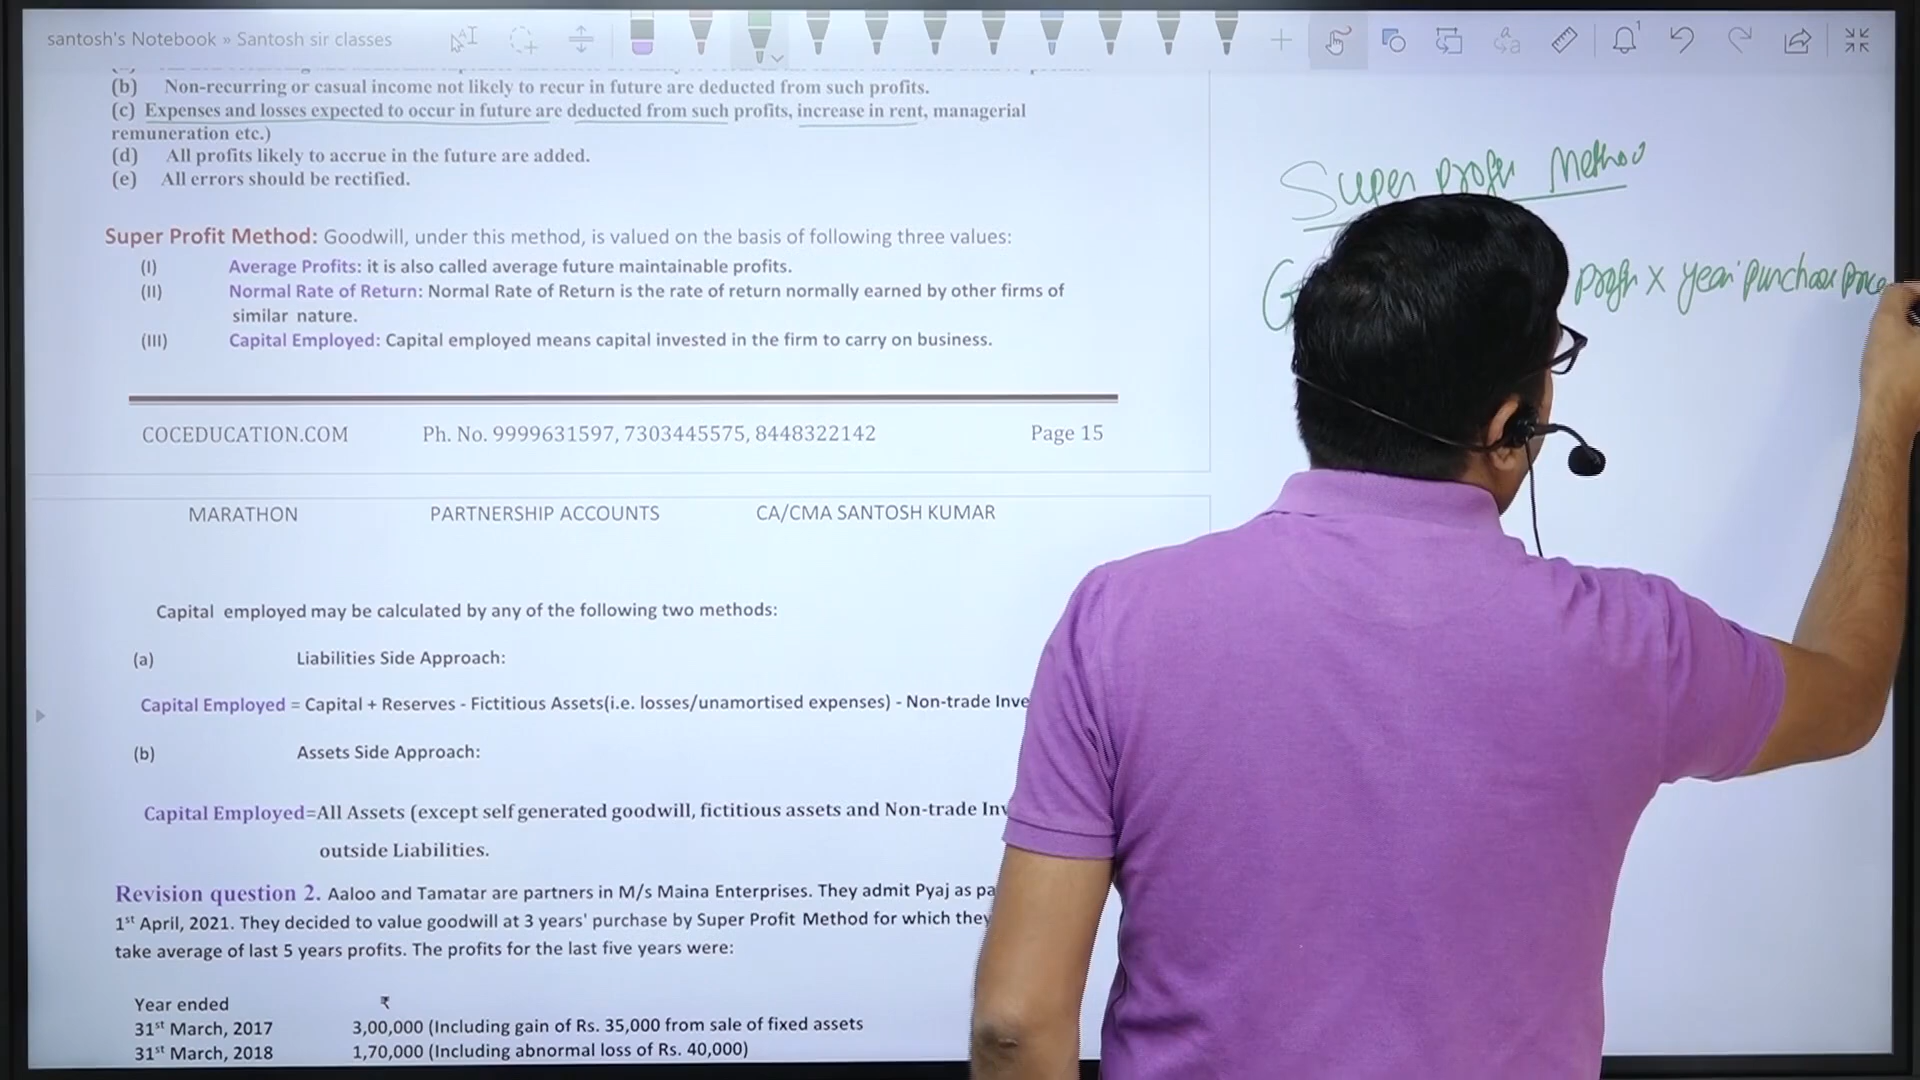 santosh's Notebook » Santosh sir classes
(b) Non-recurring or casual income not likely to recur in future are deducted from such profits.
(c) Expenses and losses expected to occur in future are deducted from such profits, increase in rent, managerial
remuneration etc.)
(d) All profits likely to accrue in the future are added.
(e) All errors should be rectified.
Super Profit Method: Goodwill, under this method, is valued on the basis of following three values:
(I) Average Profits: it is also called average future maintainable profits.
(II) Normal Rate of Return: Normal Rate of Return is the rate of return normally earned by other firms of
similar nature.
(III) Capital Employed: Capital employed means capital invested in the firm to carry on business.
COCEDUCATION.COM Ph. No. 9999631597, 7303445575, 8448322142 Page 15
MARATHON PARTNERSHIP ACCOUNTS CA/CMA SANTOSH KUMAR
Capital employed may be calculated by any of the following two methods:
(a) Liabilities Side Approach:
Capital Employed = Capital + Reserves - Fictitious Assets(i.e. losses/unamortised expenses) - Non-trade Inve
(b) Assets Side Approach:
Capital Employed=All Assets (except self generated goodwill, fictitious assets and Non-trade Inv
outside Liabilities.
Revision question 2. Aaloo and Tamatar are partners in M/s Maina Enterprises. They admit Pyaj as pa
1st April, 2021. They decided to value goodwill at 3 years' purchase by Super Profit Method for which they
take average of last 5 years profits. The profits for the last five years were:
Year ended ₹
31st March, 2017 3,00,000 (Including gain of Rs. 35,000 from sale of fixed assets
31st March, 2018 1,70,000 (Including abnormal loss of Rs. 40,000)
Super profit Method
G profit x year purchase price